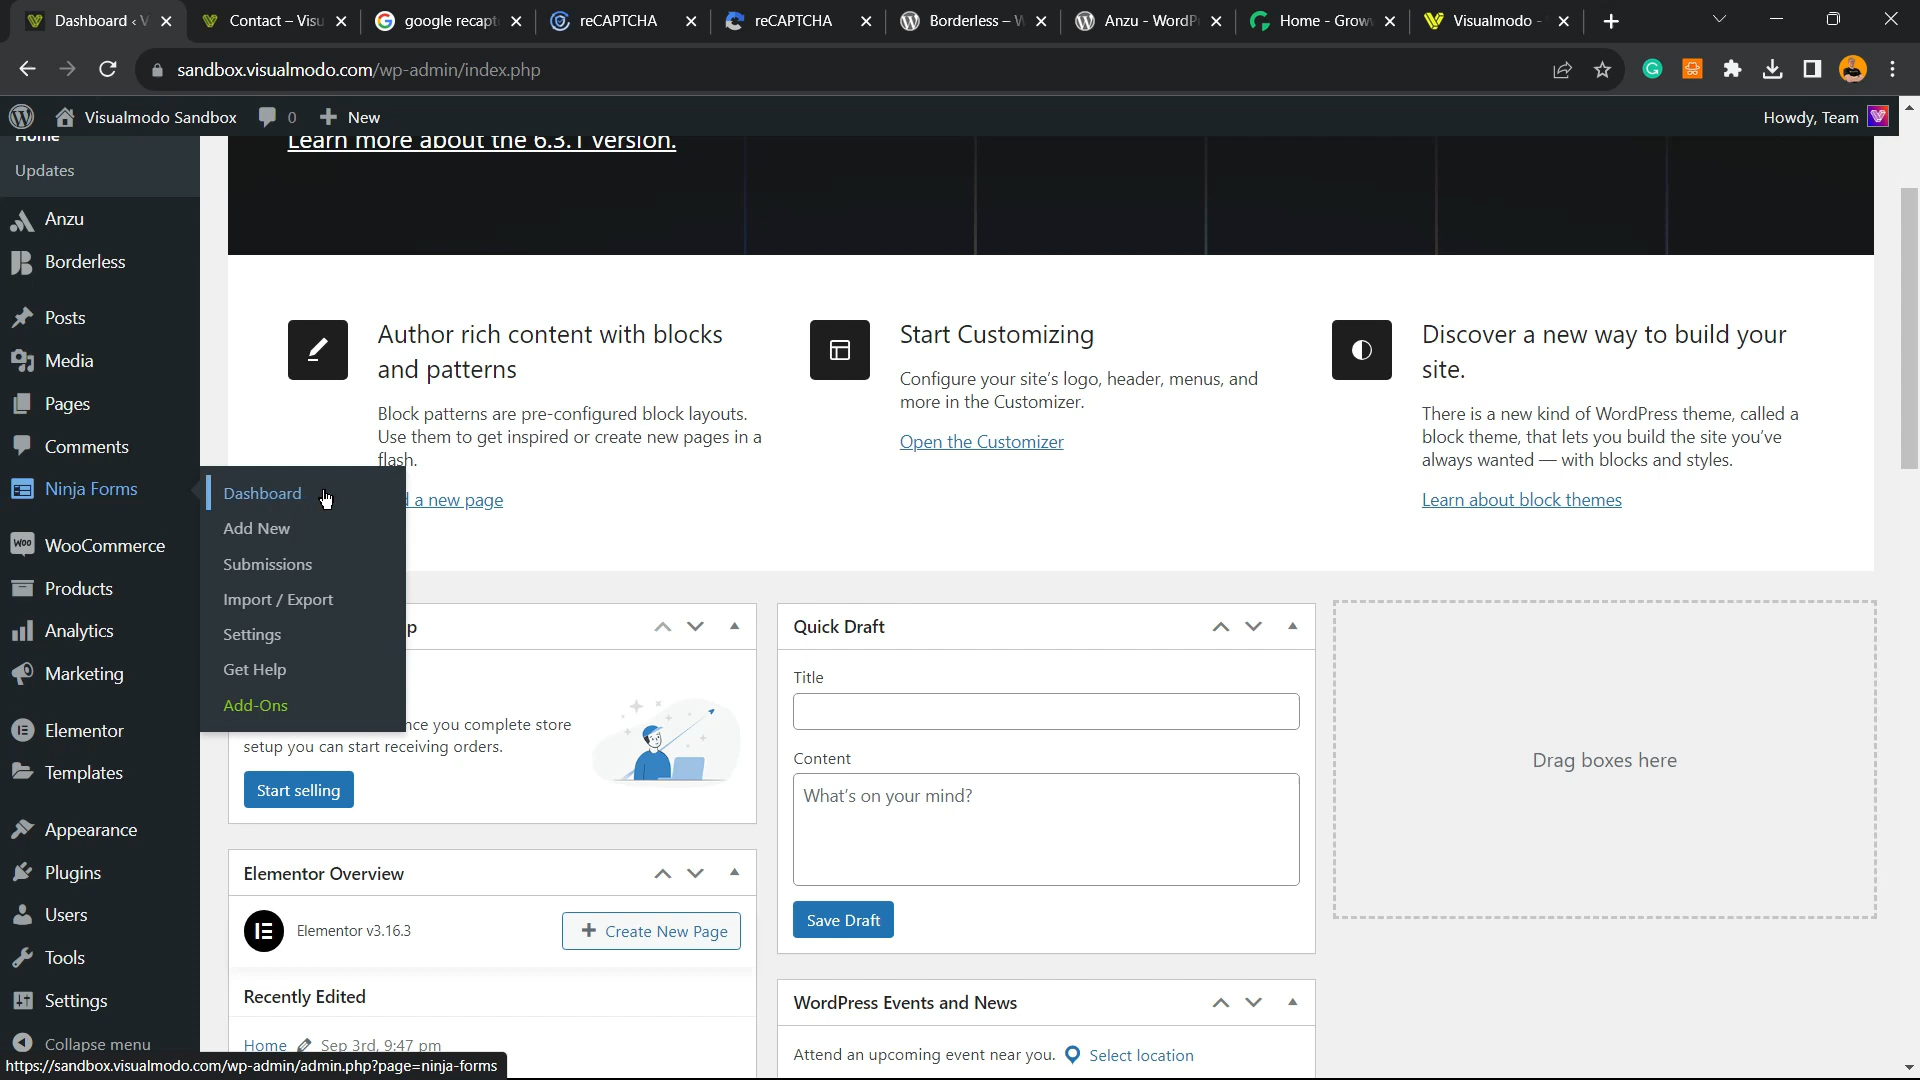 Dashboard ‹ V
Contact – Visu
google recapt
reCAPTCHA
reCAPTCHA
Borderless – W
Anzu - WordP
Home - Grow
Visualmodo -
sandbox.visualmodo.com/wp-admin/index.php
Visualmodo Sandbox
0
New
Howdy, Team
Home
Updates
Anzu
Borderless
Posts
Media
Pages
Comments
Ninja Forms
WooCommerce
Products
Analytics
Marketing
Elementor
Templates
Appearance
Plugins
Users
Tools
Settings
Collapse menu
Dashboard
Add New
Submissions
Import / Export
Settings
Get Help
Add-Ons
Learn more about the 6.3.1 version.
Author rich content with blocks
and patterns
Block patterns are pre-configured block layouts.
Use them to get inspired or create new pages in a
flash.
a new page
Start Customizing
Configure your site's logo, header, menus, and
more in the Customizer.
Open the Customizer
Discover a new way to build your
site.
There is a new kind of WordPress theme, called a
block theme, that lets you build the site you've
always wanted — with blocks and styles.
Learn about block themes
p
you complete store
setup you can start receiving orders.
Start selling
Elementor Overview
Elementor v3.16.3
Create New Page
Recently Edited
Home Sep 3rd, 9:47 pm
Quick Draft
Title
Content
What's on your mind?
Save Draft
WordPress Events and News
Attend an upcoming event near you. Select location
Drag boxes here
https://sandbox.visualmodo.com/wp-admin/admin.php?page=ninja-forms